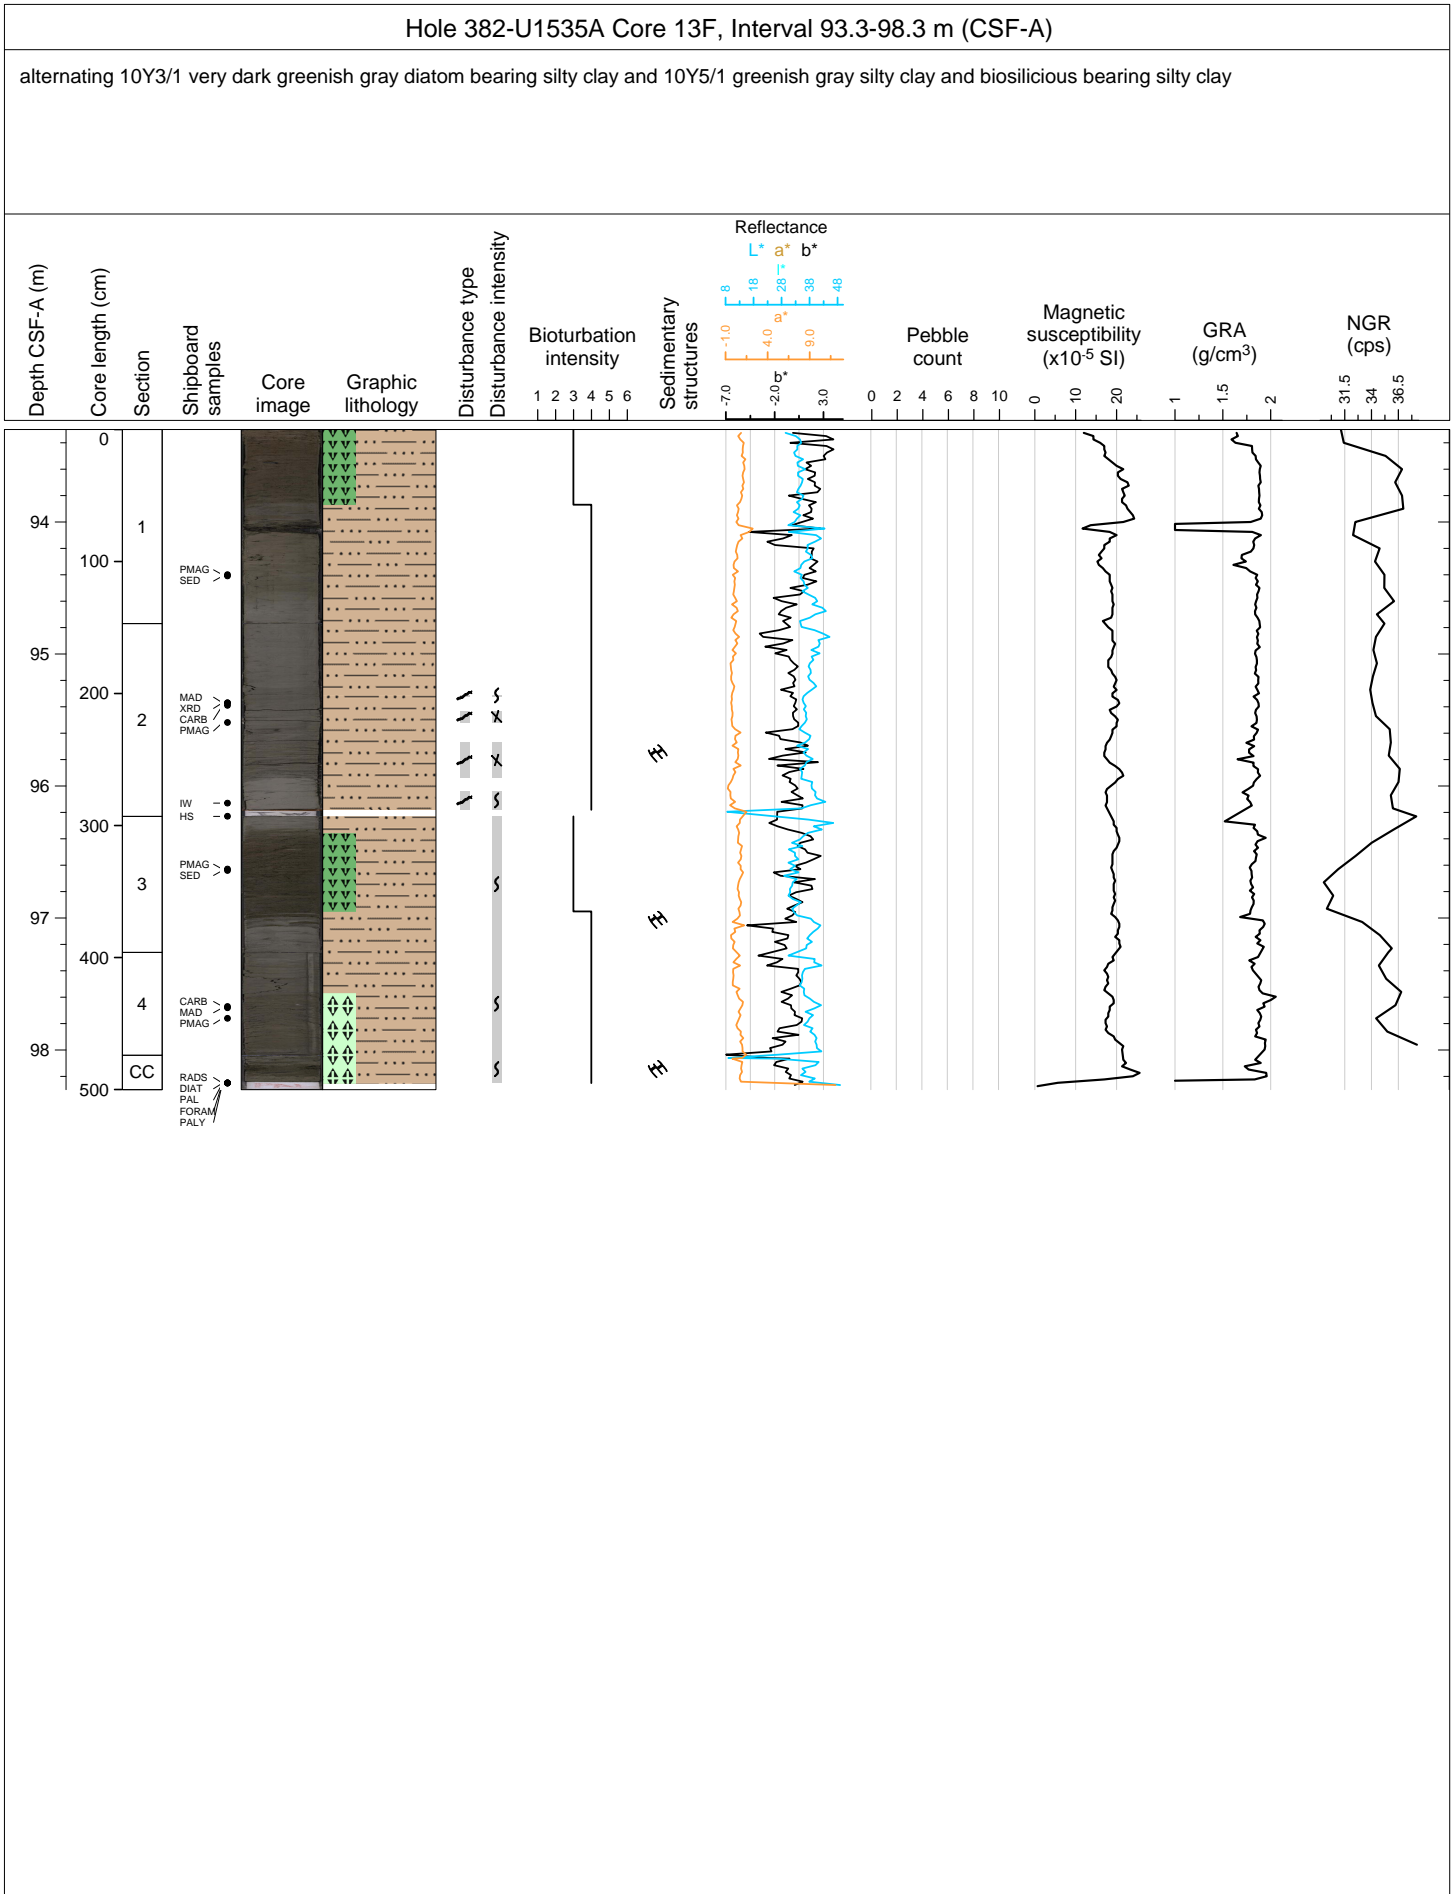 Hole 382-U1535A Core 13F, Interval 93.3-98.3 m (CSF-A)
alternating 10Y3/1 very dark greenish gray diatom bearing silty clay and 10Y5/1 greenish gray silty clay and biosilicious bearing silty clay
Depth CSF-A (m)
Core length (cm)
Section
Shipboard
samples
Core
image
Graphic
lithology
Disturbance type
Disturbance intensity
Bioturbation
intensity
1 2 3 4 5 6
Sedimentary
structures
Reflectance
L* a* b*
l*
8 18 28 38 48
a*
-1.0 4.0 9.0
b*
-7.0 -2.0 3.0
Pebble
count
0 2 4 6 8 10
Magnetic
susceptibility
(x10-5 SI)
0 10 20
GRA
(g/cm3)
1 1.5 2
NGR
(cps)
31.5 34 36.5
0
94
1
100
PMAG
SED
95
200
2
MAD
XRD
CARB
PMAG
96
IW
300
HS
PMAG
SED
3
97
400
4
CARB
MAD
PMAG
98
CC
500
RADS
DIAT
PAL
FORAM
PALY